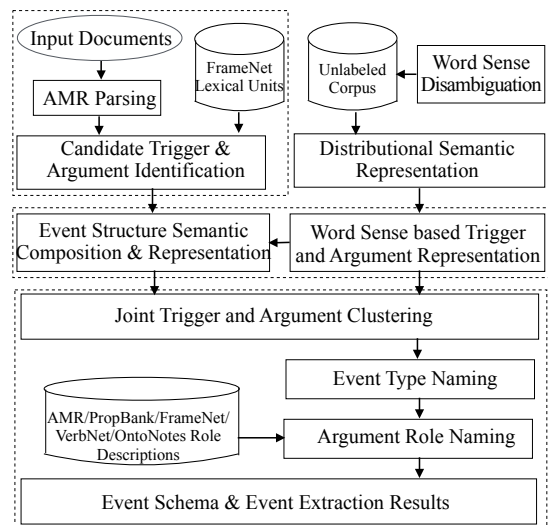 Input Documents
FrameNet
Lexical Units
Unlabeled
Corpus
Word Sense
Disambiguation
AMR Parsing
Candidate Trigger &
Argument Identification
Distributional Semantic
Representation
Event Structure Semantic
Composition & Representation
Word Sense based Trigger
and Argument Representation
Joint Trigger and Argument Clustering
Event Type Naming
AMR/PropBank/FrameNet/
VerbNet/OntoNotes Role
Descriptions
Argument Role Naming
Event Schema & Event Extraction Results